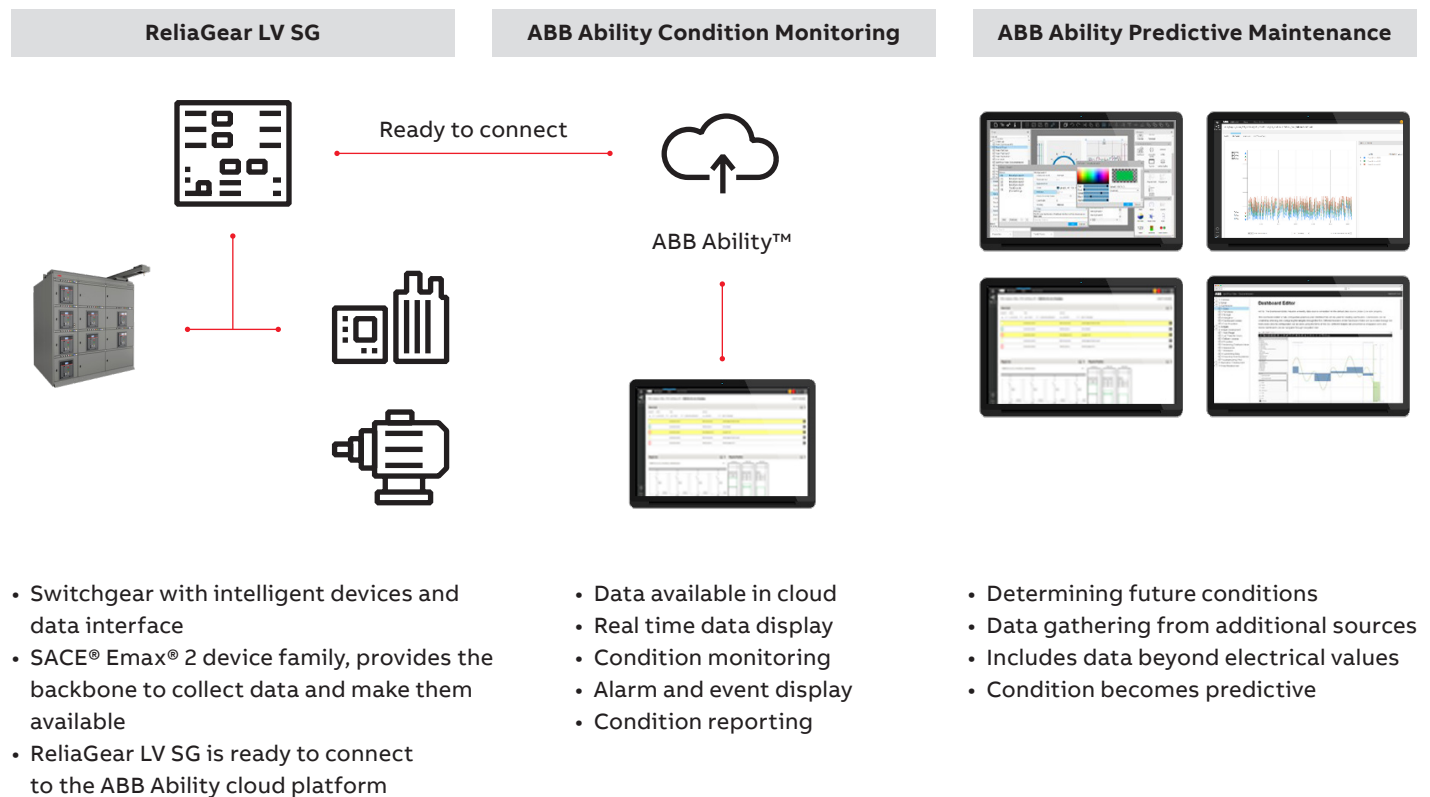 ReliaGear LV SG
ABB Ability Condition Monitoring
ABB Ability Predictive Maintenance
Ready to connect
ABB Ability™
Dashboard Editor
• Switchgear with intelligent devices and
data interface
• SACE® Emax® 2 device family, provides the
backbone to collect data and make them
available
• ReliaGear LV SG is ready to connect
to the ABB Ability cloud platform
• Data available in cloud
• Real time data display
• Condition monitoring
• Alarm and event display
• Condition reporting
• Determining future conditions
• Data gathering from additional sources
• Includes data beyond electrical values
• Condition becomes predictive